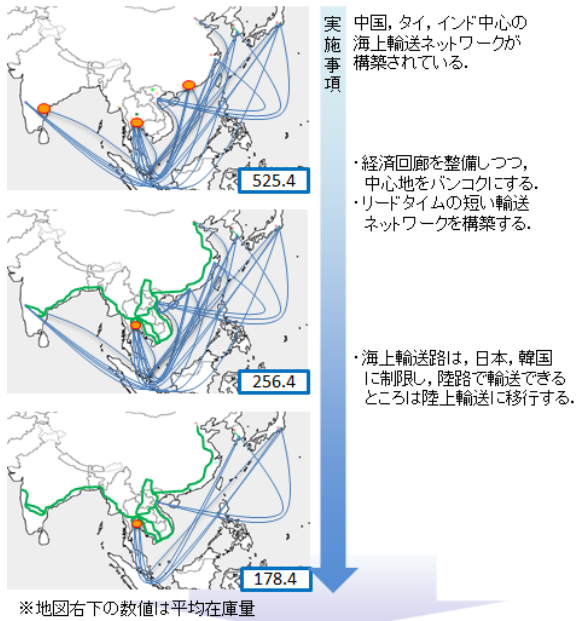 実施事項
中国，タイ，インド中心の
海上輸送ネットワークが
構築されている．
525.4
・経済回廊を整備しつつ，
中心地をバンコクにする．
・リードタイムの短い輸送
ネットワークを構築する．
256.4
・海上輸送路は，日本，韓国
に制限し，陸路で輸送できる
ところは陸上輸送に移行する．
178.4
※地図右下の数値は平均在庫量